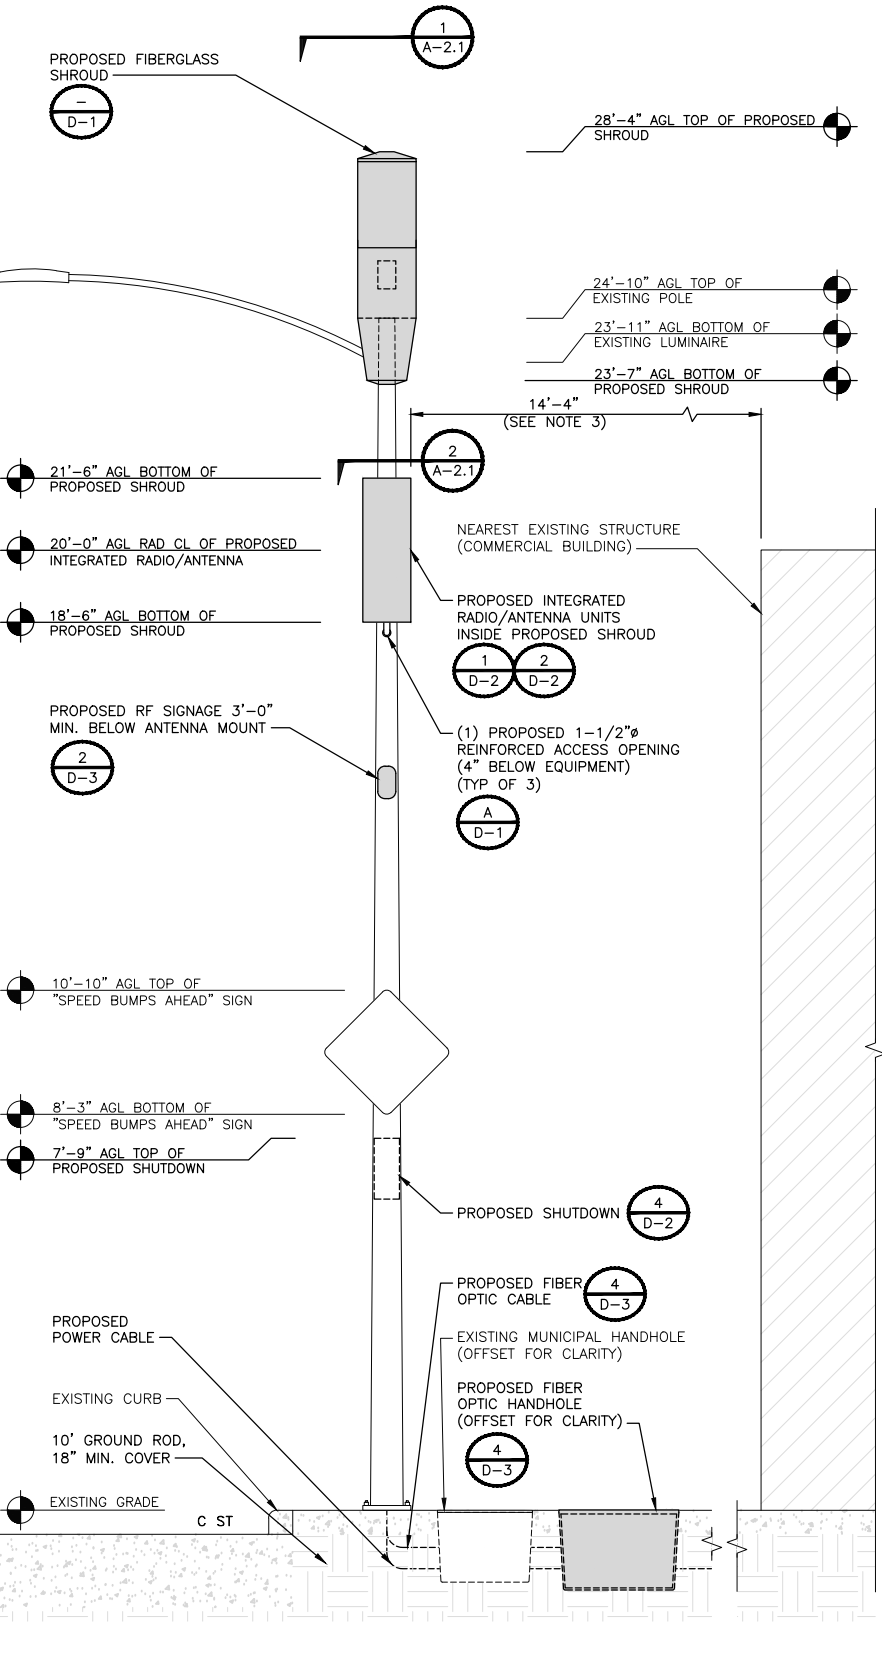 1
A-2.1
PROPOSED FIBERGLASS
SHROUD
-
D-1
28'-4" AGL TOP OF PROPOSED
SHROUD
24'-10" AGL TOP OF
EXISTING POLE
23'-11" AGL BOTTOM OF
EXISTING LUMINAIRE
23'-7" AGL BOTTOM OF
PROPOSED SHROUD
14'-4"
(SEE NOTE 3)
2
A-2.1
21'-6" AGL BOTTOM OF
PROPOSED SHROUD
20'-0" AGL RAD CL OF PROPOSED
INTEGRATED RADIO/ANTENNA
18'-6" AGL BOTTOM OF
PROPOSED SHROUD
NEAREST EXISTING STRUCTURE
(COMMERCIAL BUILDING)
PROPOSED INTEGRATED
RADIO/ANTENNA UNITS
INSIDE PROPOSED SHROUD
1
D-2
2
D-2
PROPOSED RF SIGNAGE 3'-0"
MIN. BELOW ANTENNA MOUNT
2
D-3
(1) PROPOSED 1-1/2"ø
REINFORCED ACCESS OPENING
(4" BELOW EQUIPMENT)
(TYP OF 3)
A
D-1
10'-10" AGL TOP OF
"SPEED BUMPS AHEAD" SIGN
8'-3" AGL BOTTOM OF
"SPEED BUMPS AHEAD" SIGN
7'-9" AGL TOP OF
PROPOSED SHUTDOWN
PROPOSED SHUTDOWN
4
D-2
PROPOSED FIBER
OPTIC CABLE
4
D-3
PROPOSED
POWER CABLE
EXISTING MUNICIPAL HANDHOLE
(OFFSET FOR CLARITY)
EXISTING CURB
PROPOSED FIBER
OPTIC HANDHOLE
(OFFSET FOR CLARITY)
4
D-3
10' GROUND ROD,
18" MIN. COVER
EXISTING GRADE
C ST